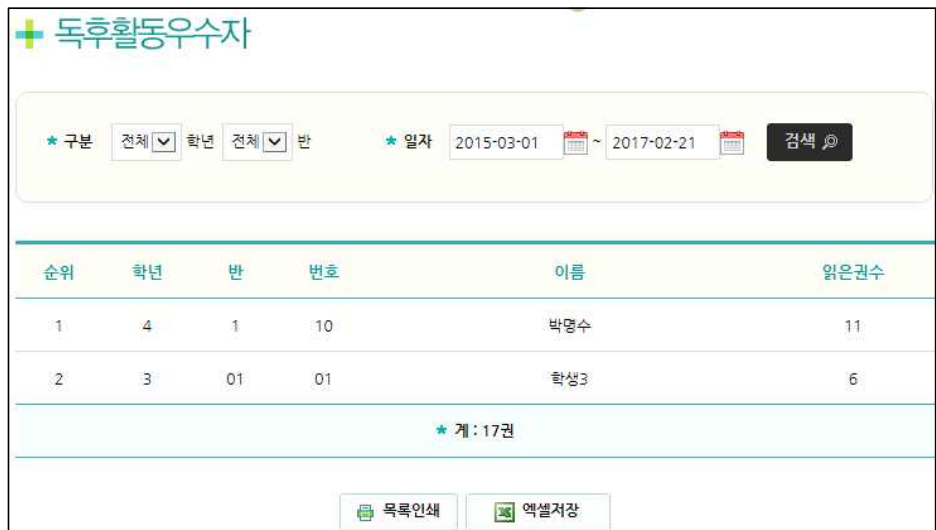 독후활동우수자
* 구분 전체 학년 전체 반 * 일자 2015-03-01 ~ 2017-02-21 검색
순위 학년 반 번호 이름 읽은권수
1 4 1 10 박명수 11
2 3 01 01 학생3 6
* 계 : 17권
목록인쇄 엑셀저장